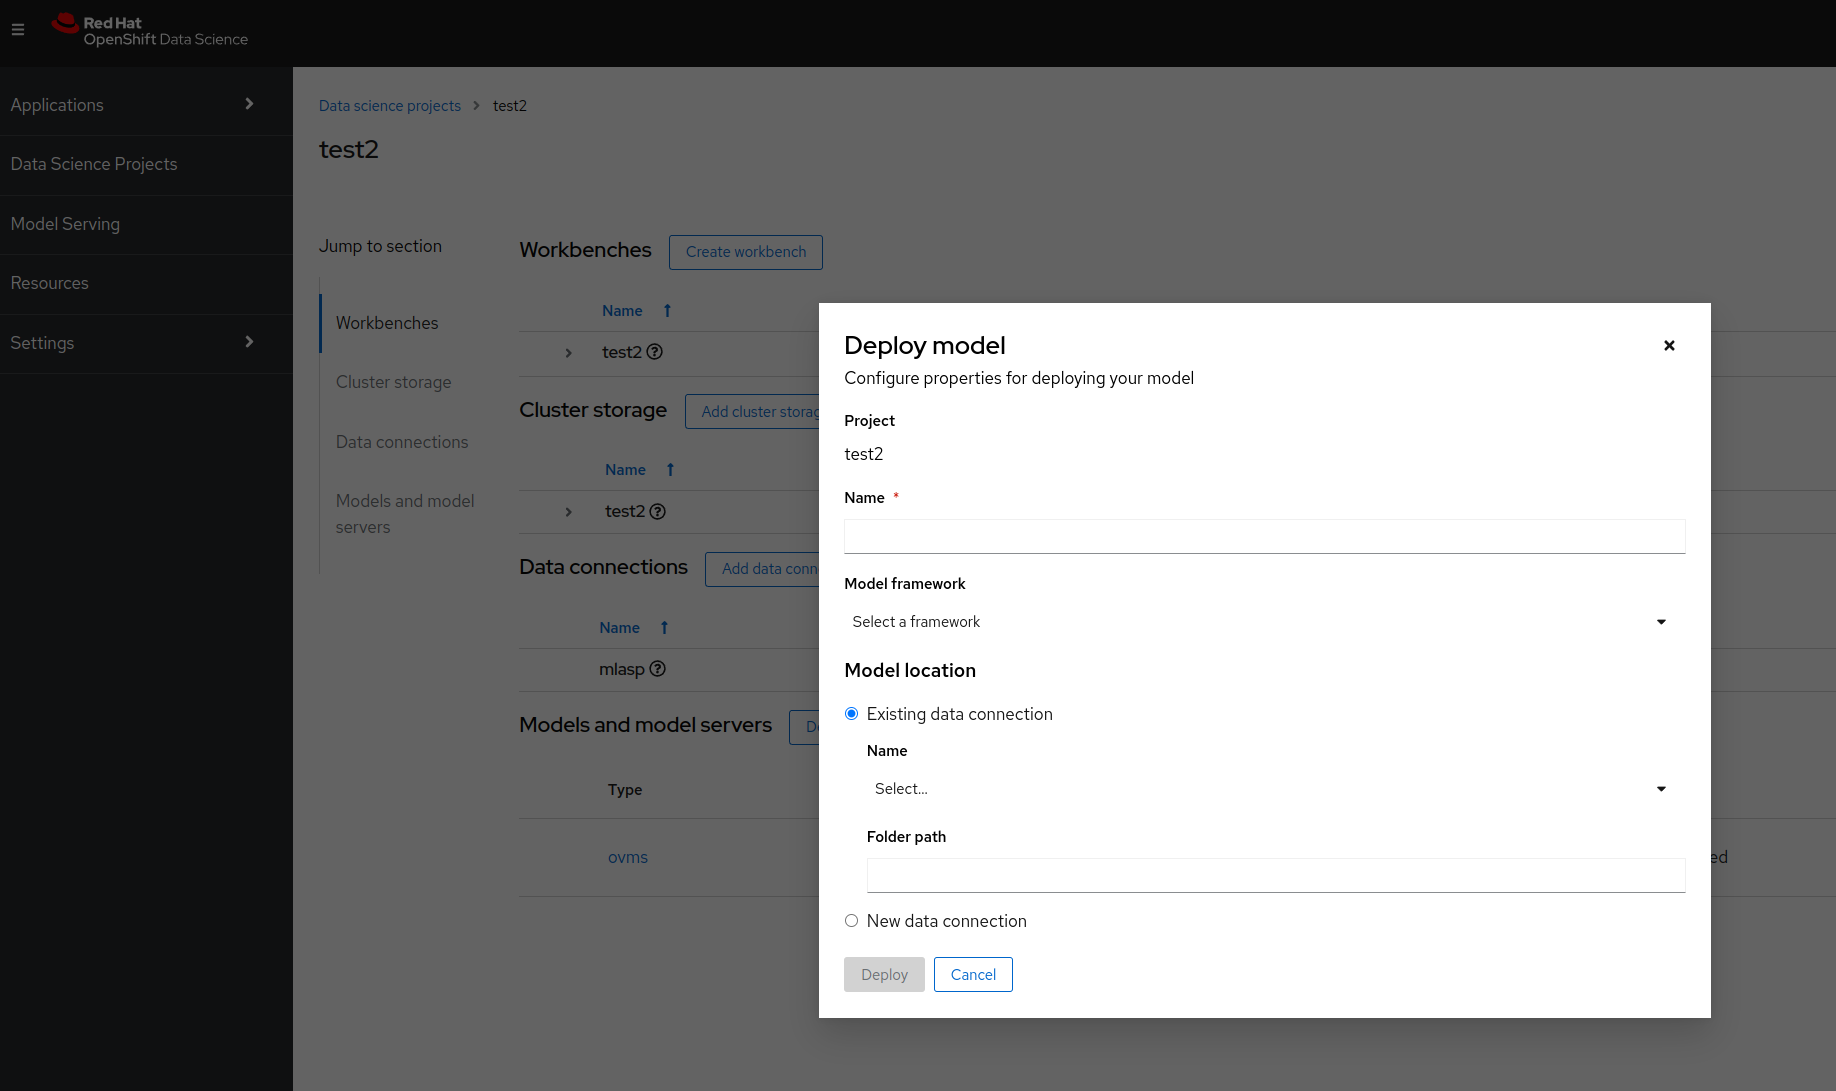 Red Hat
OpenShift Data Science
Applications
Data Science Projects
Model Serving
Resources
Settings
Data science projects > test2
test2
Jump to section
Workbenches
Cluster storage
Data connections
Models and model
servers
Workbenches
Create workbench
Name
test2
Cluster storage
Add cluster
Name
test2
Data connections
Add data
Name
mlasp
Models and model servers
Type
ovms
Deploy model
Configure properties for deploying your model
Project
test2
Name *
Model framework
Select a framework
Model location
Existing data connection
Name
Select...
Folder path
New data connection
Deploy
Cancel